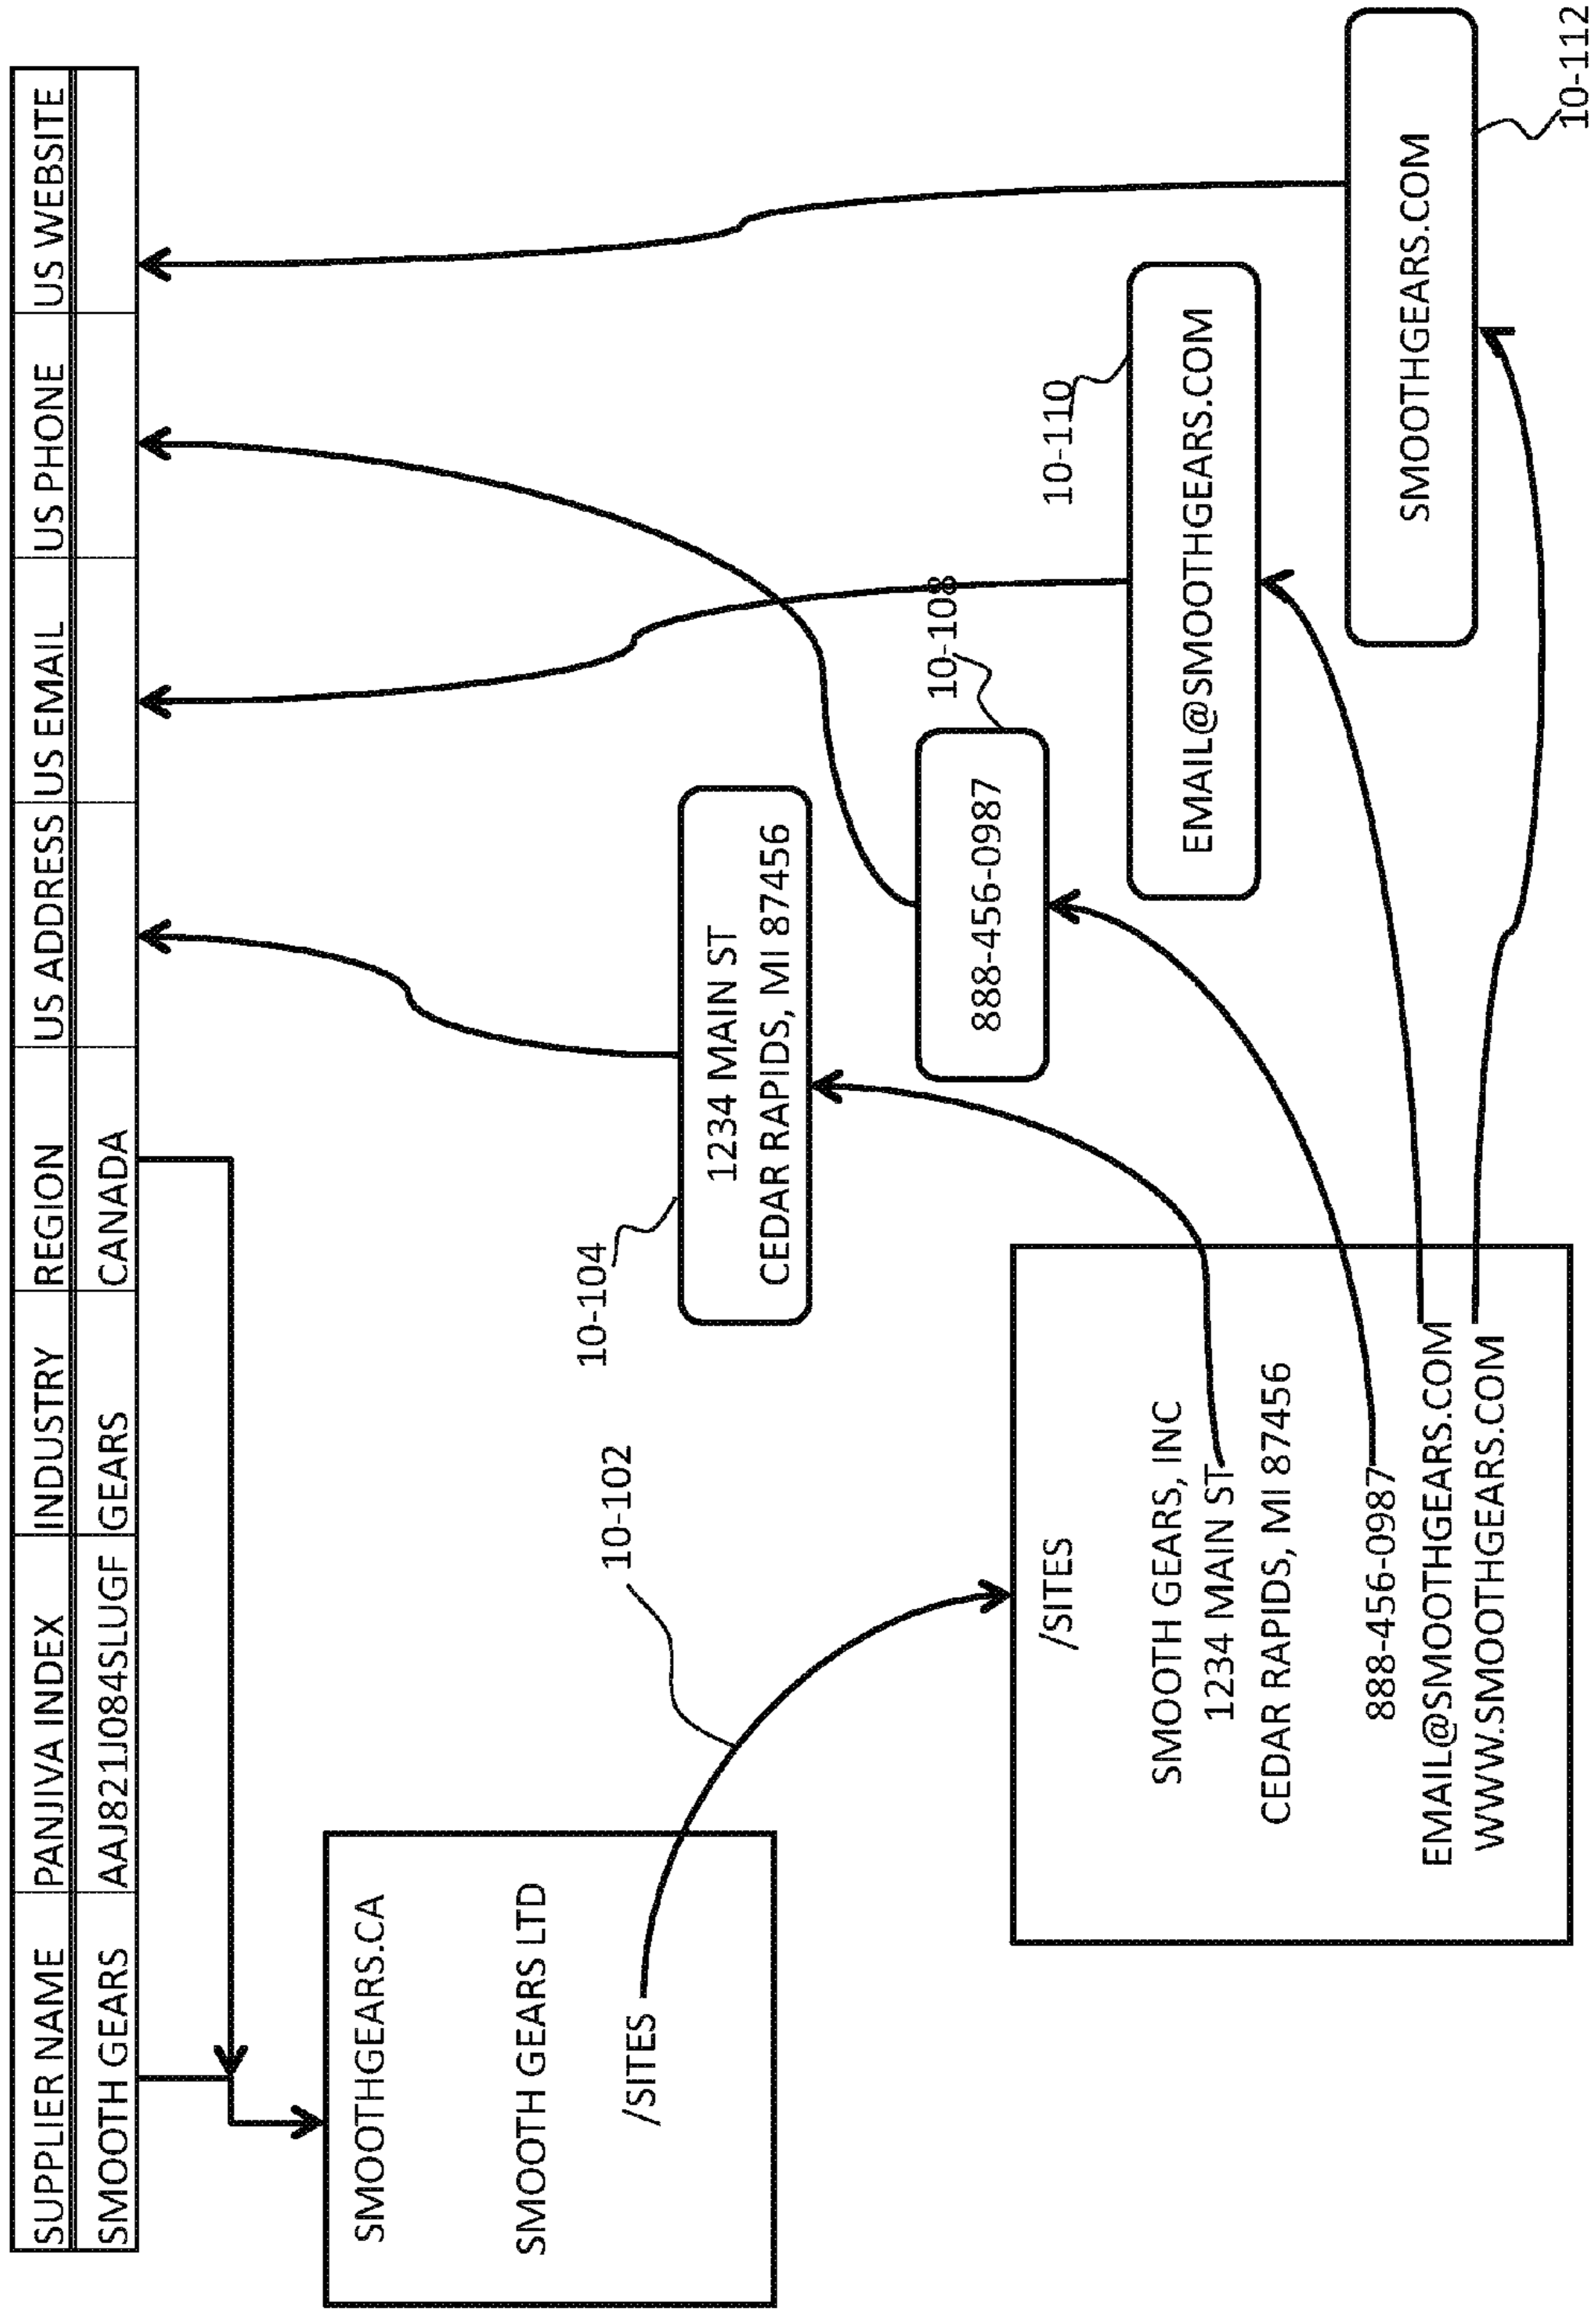 SUPPLIER NAME PANJIVA INDEX INDUSTRY REGION US ADDRESS US EMAIL US PHONE US WEBSITE
SMOOTH GEARS AAJ821J084SLUGF GEARS CANADA
SMOOTHGEARS.CA
SMOOTH GEARS LTD
/SITES
10-102
10-104
1234 MAIN ST
CEDAR RAPIDS, MI 87456
10-108
888-456-0987
10-110
EMAIL@SMOOTHGEARS.COM
SMOOTHGEARS.COM
10-112
/SITES
SMOOTH GEARS, INC
1234 MAIN ST
CEDAR RAPIDS, MI 87456
888-456-0987
EMAIL@SMOOTHGEARS.COM
WWW.SMOOTHGEARS.COM